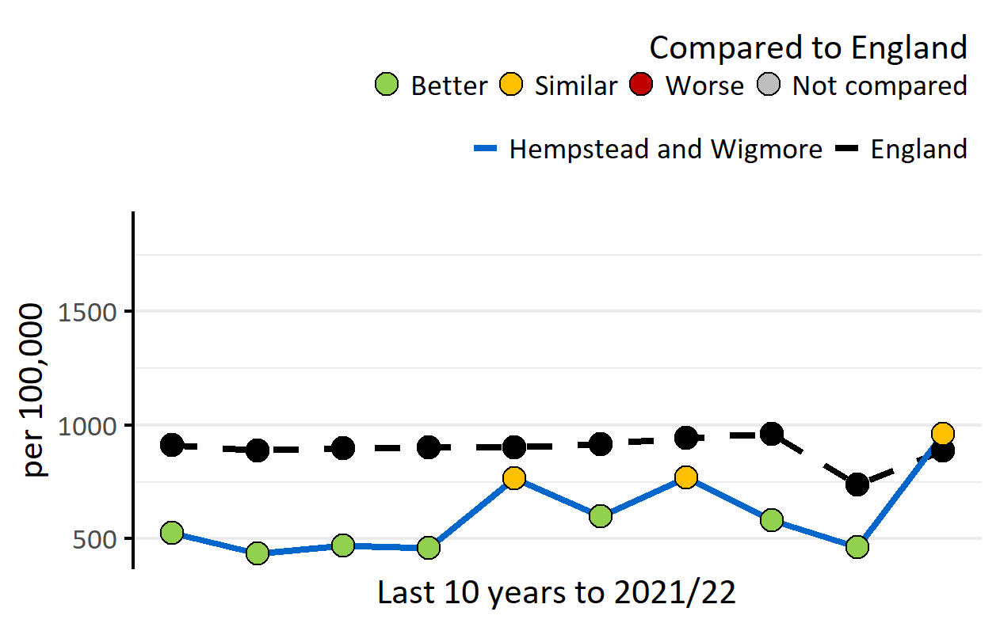 Compared to England
Better Similar Worse Not compared
Hempstead and Wigmore England
per 100,000
1500
1000
500
Last 10 years to 2021/22